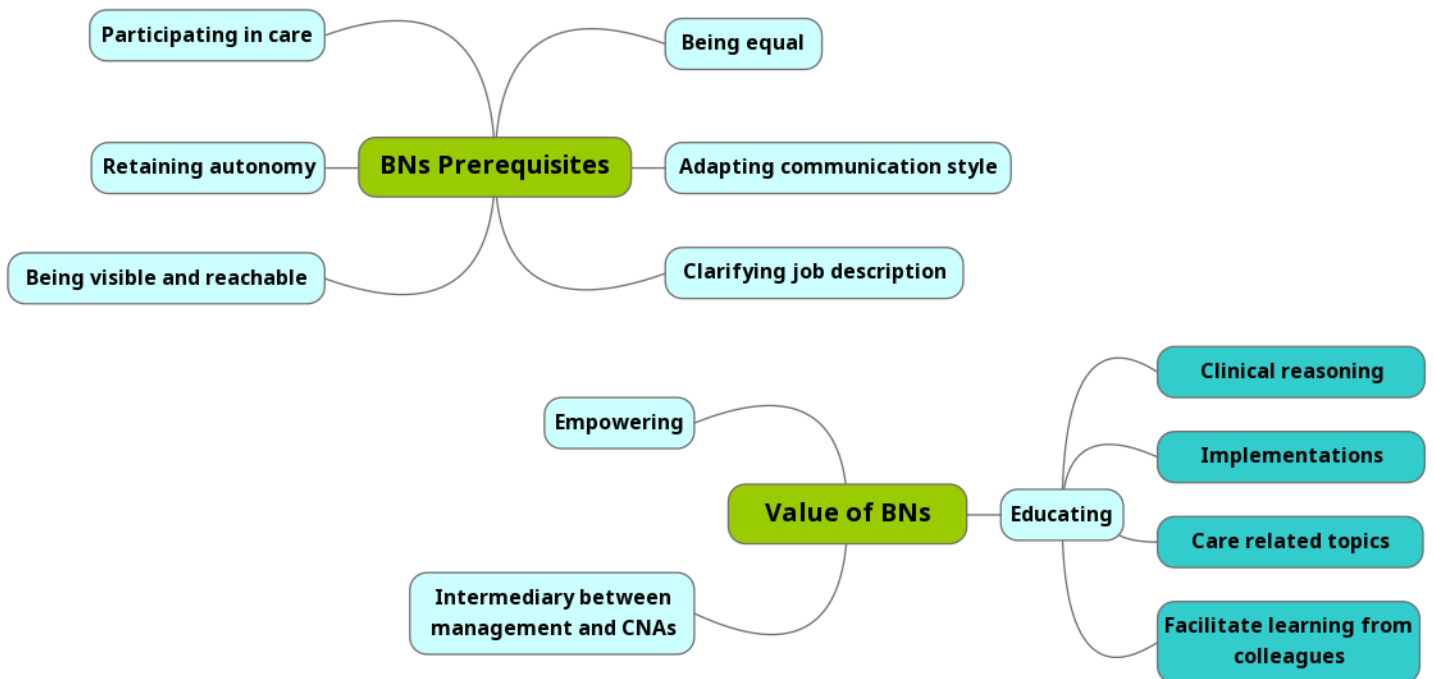 Participating in care
Being equal
BNs Prerequisites
Retaining autonomy
Adapting communication style
Being visible and reachable
Clarifying job description
Clinical reasoning
Empowering
Implementations
Value of BNs
Educating
Care related topics
Intermediary between
management and CNAs
Facilitate learning from
colleagues